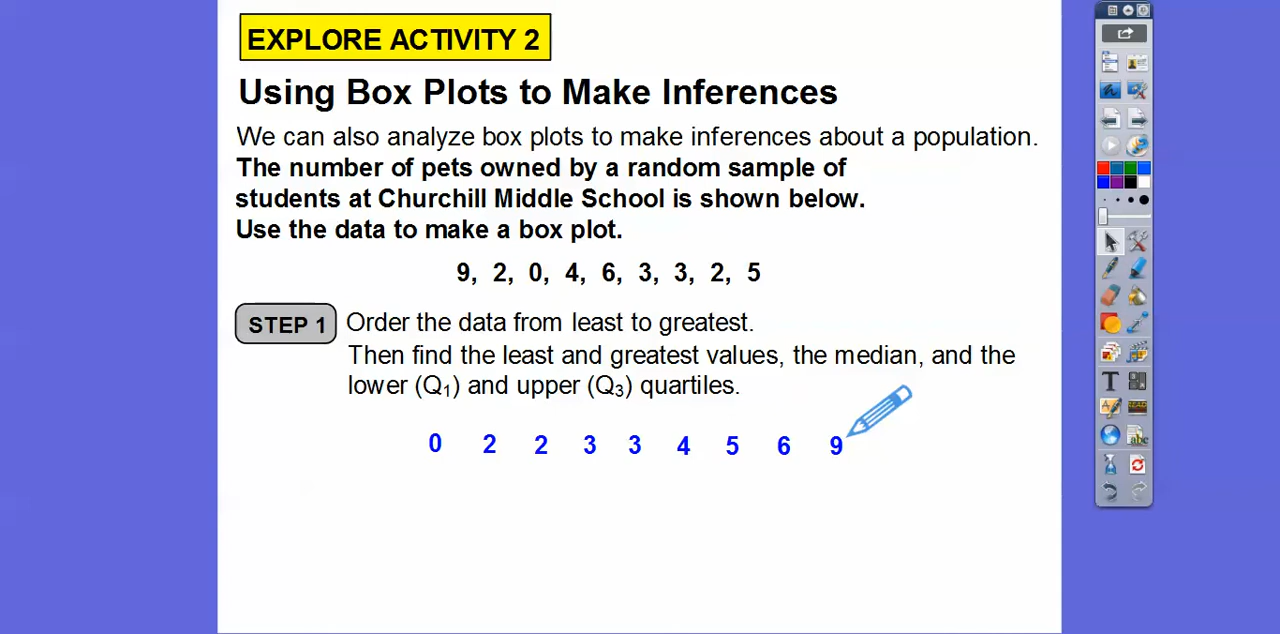 EXPLORE ACTIVITY 2
Using Box Plots to Make Inferences
We can also analyze box plots to make inferences about a population.
The number of pets owned by a random sample of
students at Churchill Middle School is shown below.
Use the data to make a box plot.
9, 2, 0, 4, 6, 3, 3, 2, 5
STEP 1 Order the data from least to greatest.
Then find the least and greatest values, the median, and the
lower (Q₁) and upper (Q₃) quartiles.
0 2 2 3 3 4 5 6 9